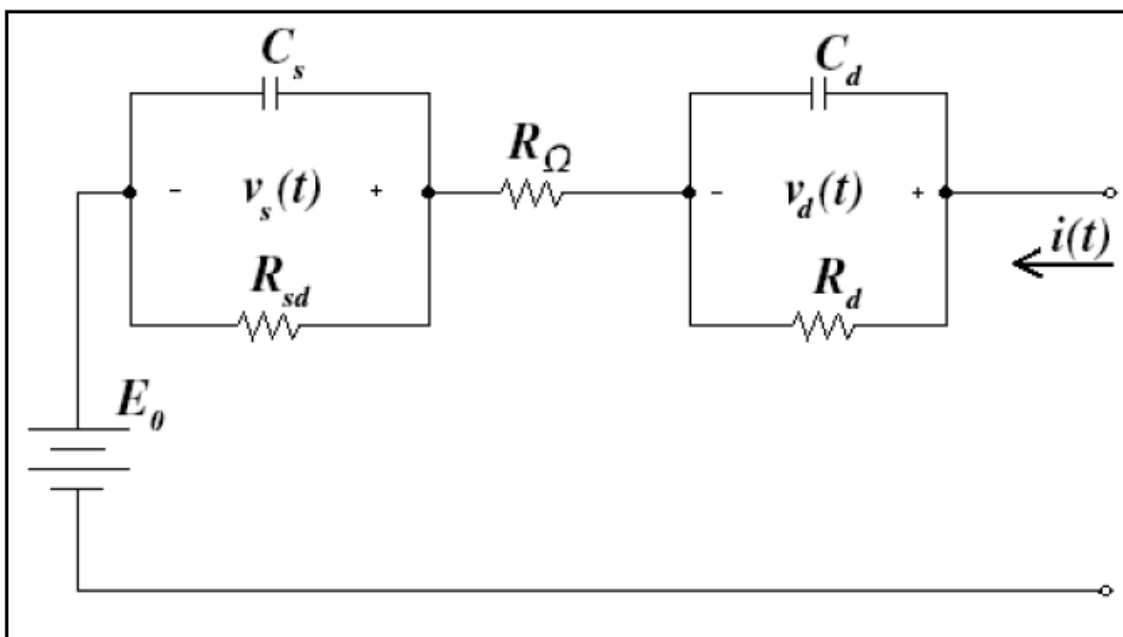 C_s
C_d
R_Ω
- v_s(t) +
- v_d(t) +
i(t)
R_sd
R_d
E_0